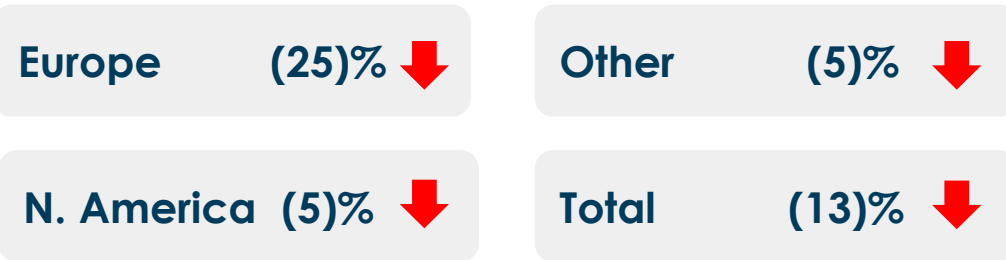 Europe (25)%
Other (5)%
N. America (5)%
Total (13)%